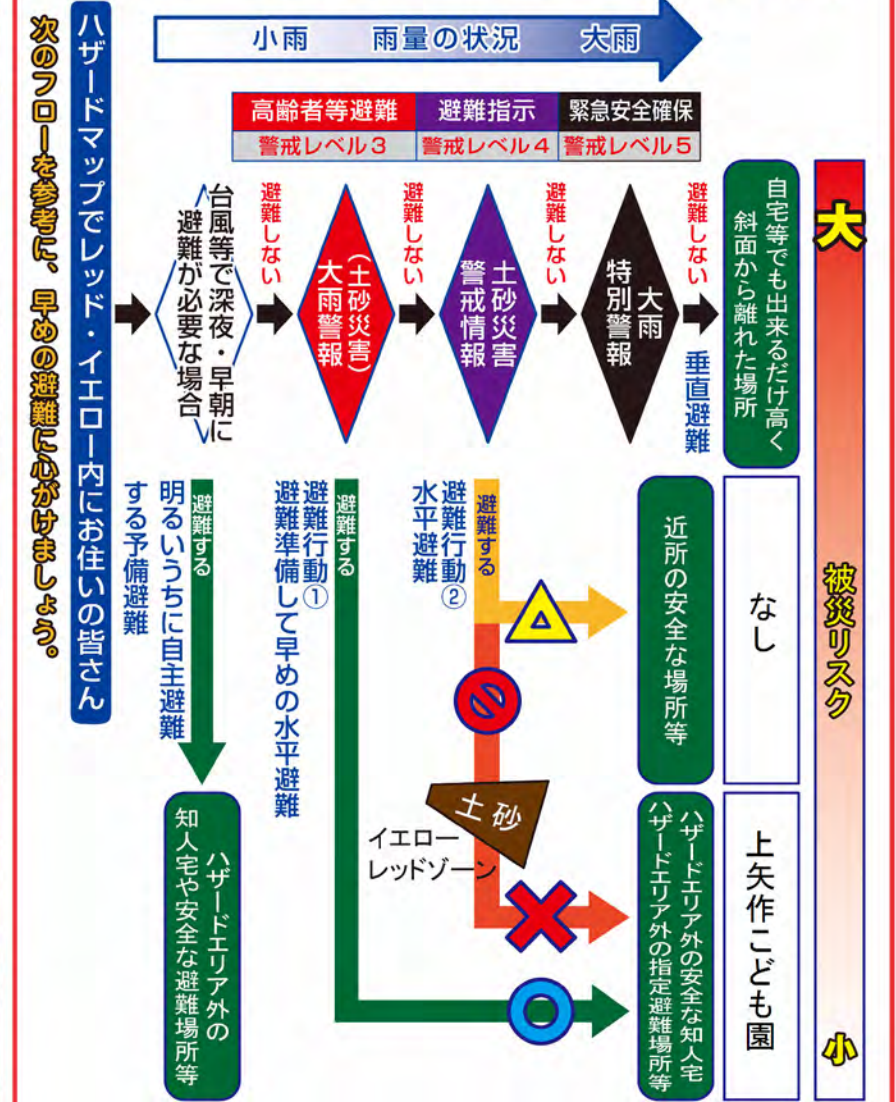 小雨 雨量の状況 大雨
高齢者等避難 避難指示 緊急安全確保
警戒レベル3 警戒レベル4 警戒レベル5
ハザードマップでレッド・イエロー内にお住いの皆さん
次のフローを参考に、早めの避難に心がけましょう。
台風等で深夜・早朝に
避難が必要な場合
避難しない
(土砂災害)
大雨警報
避難しない
土砂災害
警戒情報
避難しない
大雨
特別警報
避難しない
垂直避難
自宅等でも出来るだけ高く
斜面から離れた場所
避難する
明るいうちに自主避難
する予備避難
ハザードエリア外の
知人宅や安全な避難場所等
避難する
避難行動①
避難準備して早めの水平避難
避難する
避難行動②
水平避難
土砂
イエロー
レッドゾーン
近所の安全な場所等
なし
ハザードエリア外の安全な知人宅
ハザードエリア外の指定避難場所等
上矢作こども園
大
被災リスク
小